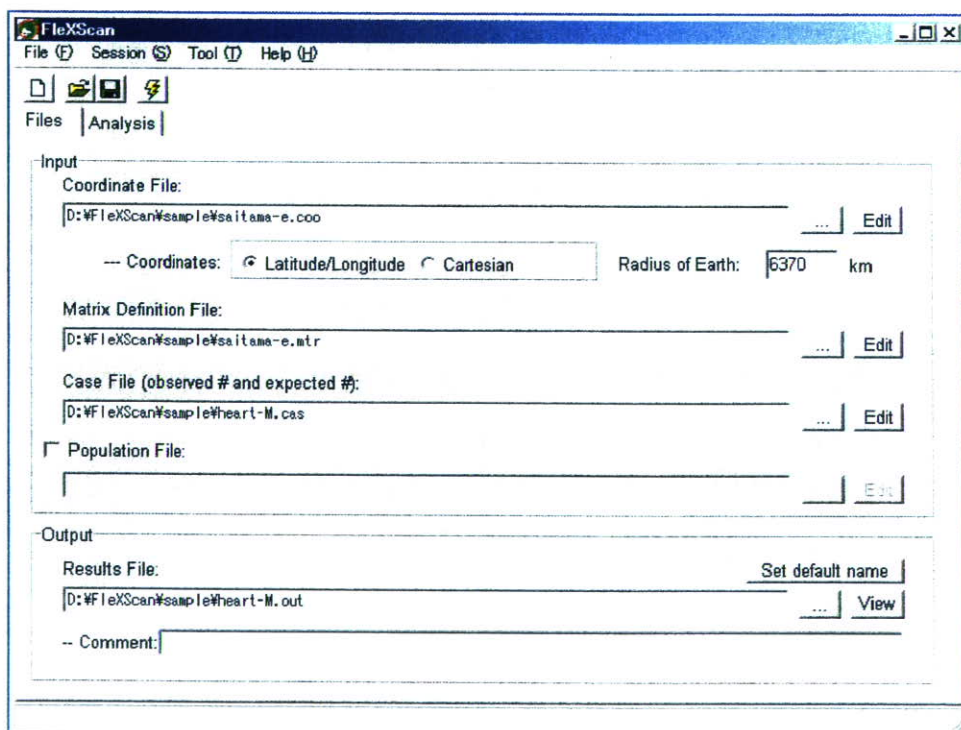 FleXScan
File (F) Session (S) Tool (T) Help (H)
Files Analysis
Input
Coordinate File:
D:¥FleXScan¥sample¥saitama-e.coo
... Edit
--- Coordinates: Latitude/Longitude Cartesian Radius of Earth: 6370 km
Matrix Definition File:
D:¥FleXScan¥sample¥saitama-e.mtr
... Edit
Case File (observed # and expected #):
D:¥FleXScan¥sample¥heart-M.cas
... Edit
Population File:
Edit
Output
Results File:
Set default name
D:¥FleXScan¥sample¥heart-M.out
... View
-- Comment: